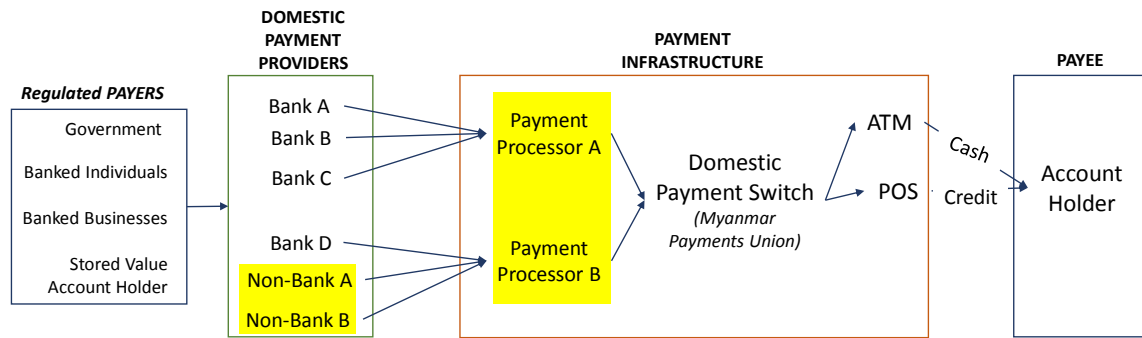 DOMESTIC
PAYMENT
PROVIDERS
PAYMENT
INFRASTRUCTURE
PAYEE
Regulated PAYERS
Government
Banked Individuals
Banked Businesses
Stored Value
Account Holder
Bank A
Bank B
Bank C
Bank D
Non-Bank A
Non-Bank B
Payment
Processor A
Payment
Processor B
Domestic
Payment Switch
(Myanmar
Payments Union)
ATM
POS
Cash
Credit
Account
Holder